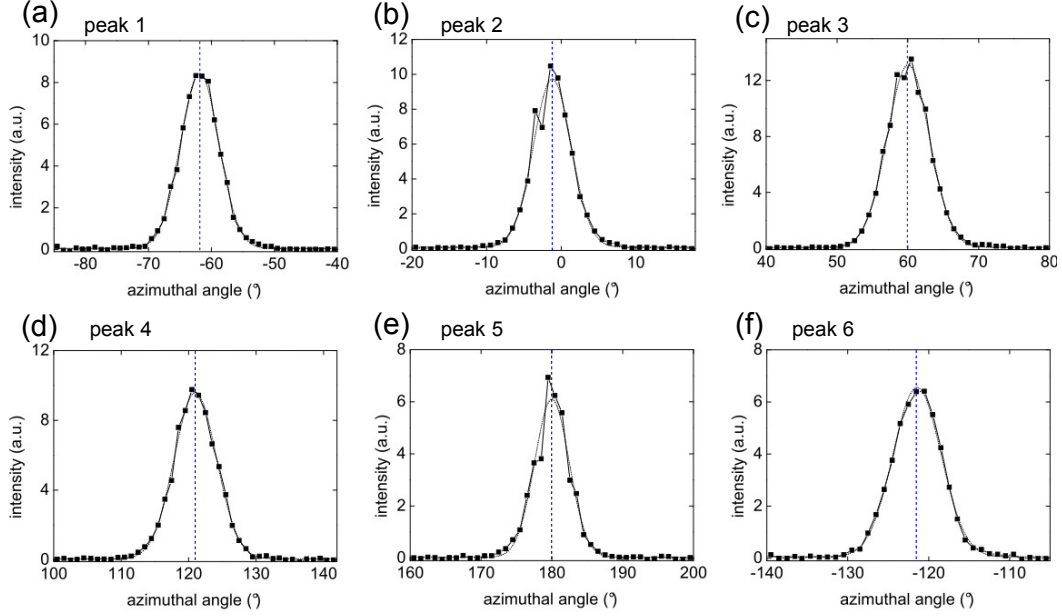 (a) peak 1
(b) peak 2
(c) peak 3
10
8
6
4
2
0
intensity (a.u.)
-80 -70 -60 -50 -40
azimuthal angle (°)
12
10
8
6
4
2
0
intensity (a.u.)
-20 -10 0 10
azimuthal angle (°)
12
8
4
0
intensity (a.u.)
40 50 60 70 80
azimuthal angle (°)
(d) peak 4
(e) peak 5
(f) peak 6
12
8
4
0
intensity (a.u.)
100 110 120 130 140
azimuthal angle (°)
8
6
4
2
0
intensity (a.u.)
160 170 180 190 200
azimuthal angle (°)
8
6
4
2
0
intensity (a.u.)
-140 -130 -120 -110
azimuthal angle (°)